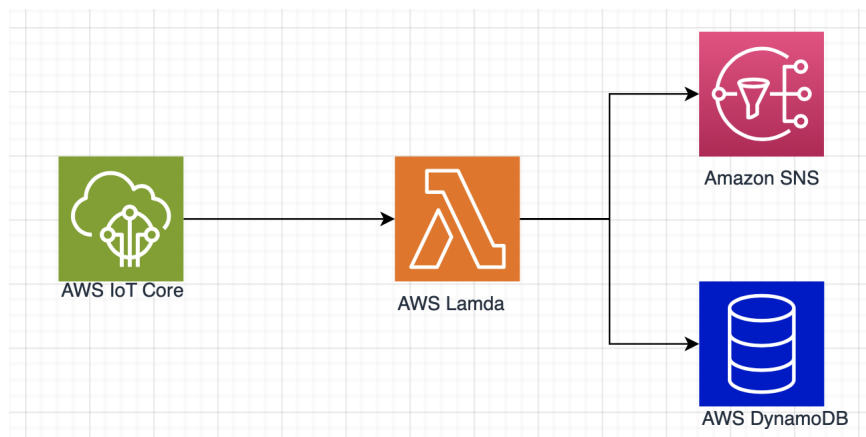 Amazon SNS
AWS IoT Core
AWS Lamda
AWS DynamoDB